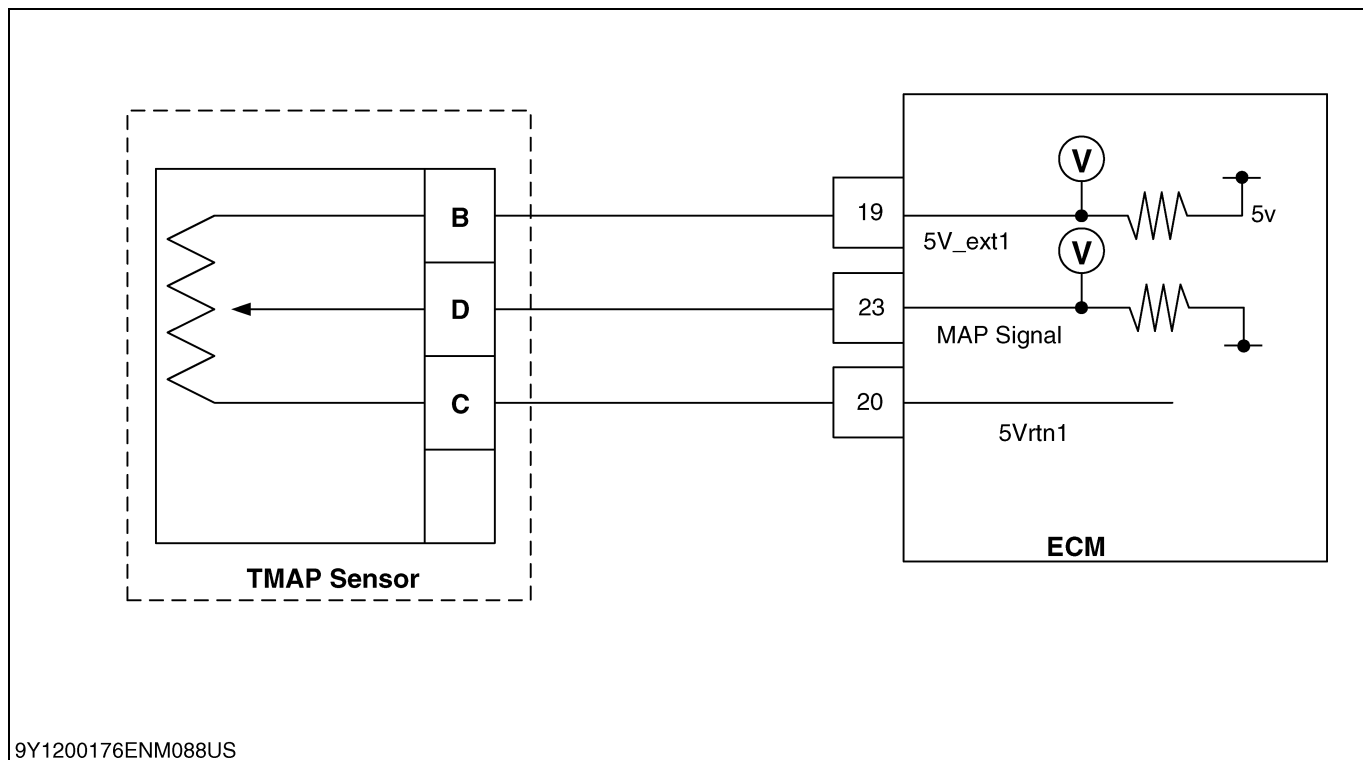 V
B
19
5v
5V_ext1
V
D
23
MAP Signal
C
20
5Vrtn1
ECM
TMAP Sensor
9Y1200176ENM088US